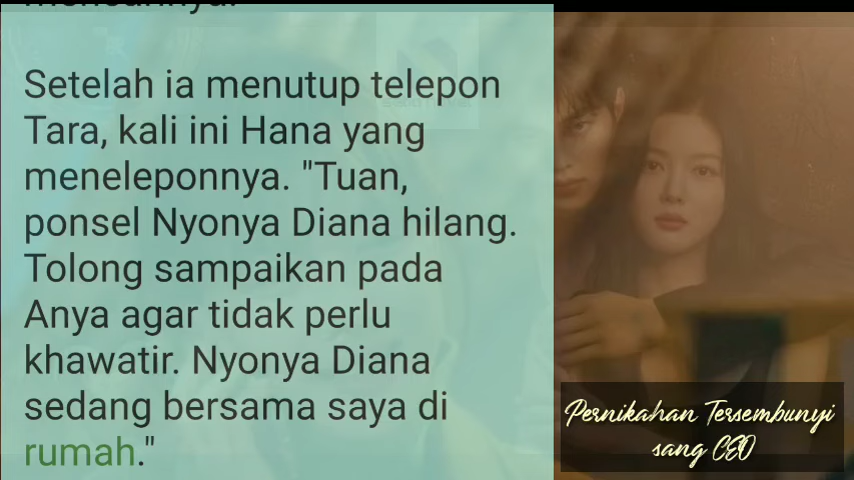 Setelah ia menutup telepon
Tara, kali ini Hana yang
meneleponnya. "Tuan,
ponsel Nyonya Diana hilang.
Tolong sampaikan pada
Anya agar tidak perlu
khawatir. Nyonya Diana
sedang bersama saya di
rumah."
Pernikahan Tersembunyi
sang CEO